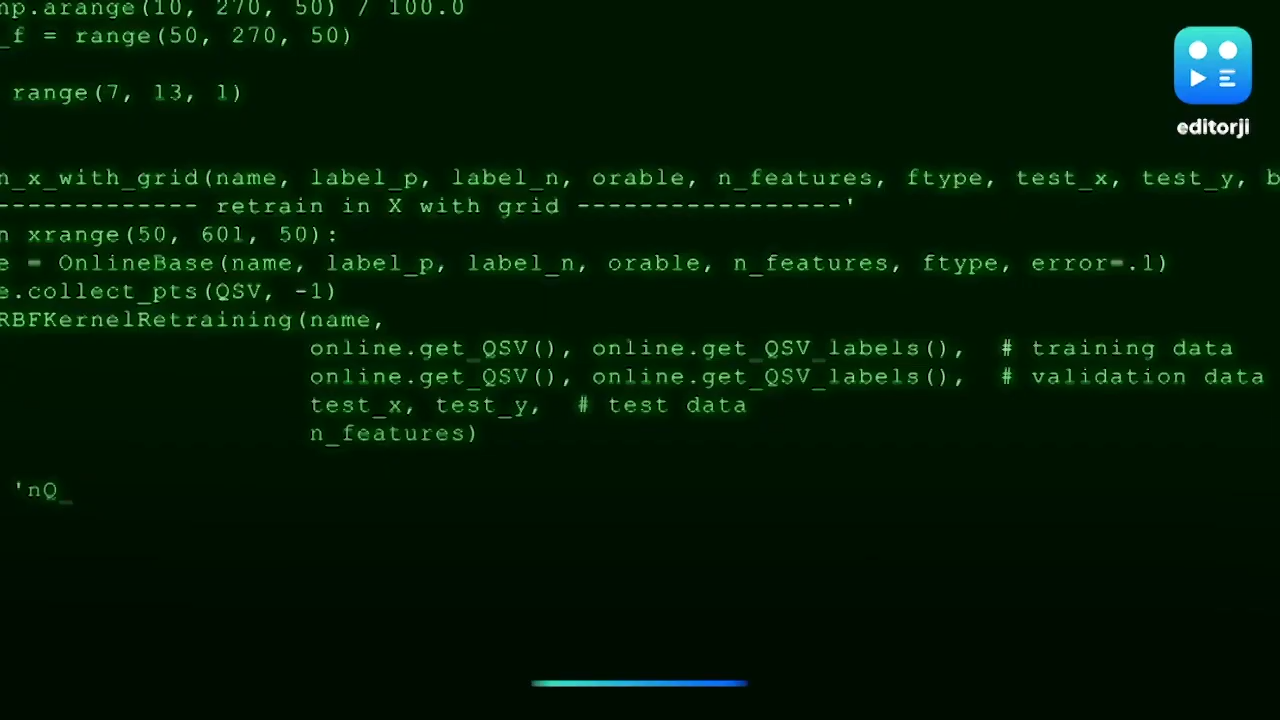 np.arange(10, 270, 50) / 100.0
_f = range(50, 270, 50)
range(7, 13, 1)
n_x_with_grid(name, label_p, label_n, orable, n_features, ftype, test_x, test_y, b
------------- retrain in X with grid -----------------'
n xrange(50, 601, 50):
e = OnlineBase(name, label_p, label_n, orable, n_features, ftype, error=.1)
e.collect_pts(QSV, -1)
RBFKernelRetraining(name,
online.get_QSV(), online.get_QSV_labels(), # training data
online.get_QSV(), online.get_QSV_labels(), # validation data
test_x, test_y, # test data
n_features)
'nQ_
editorji